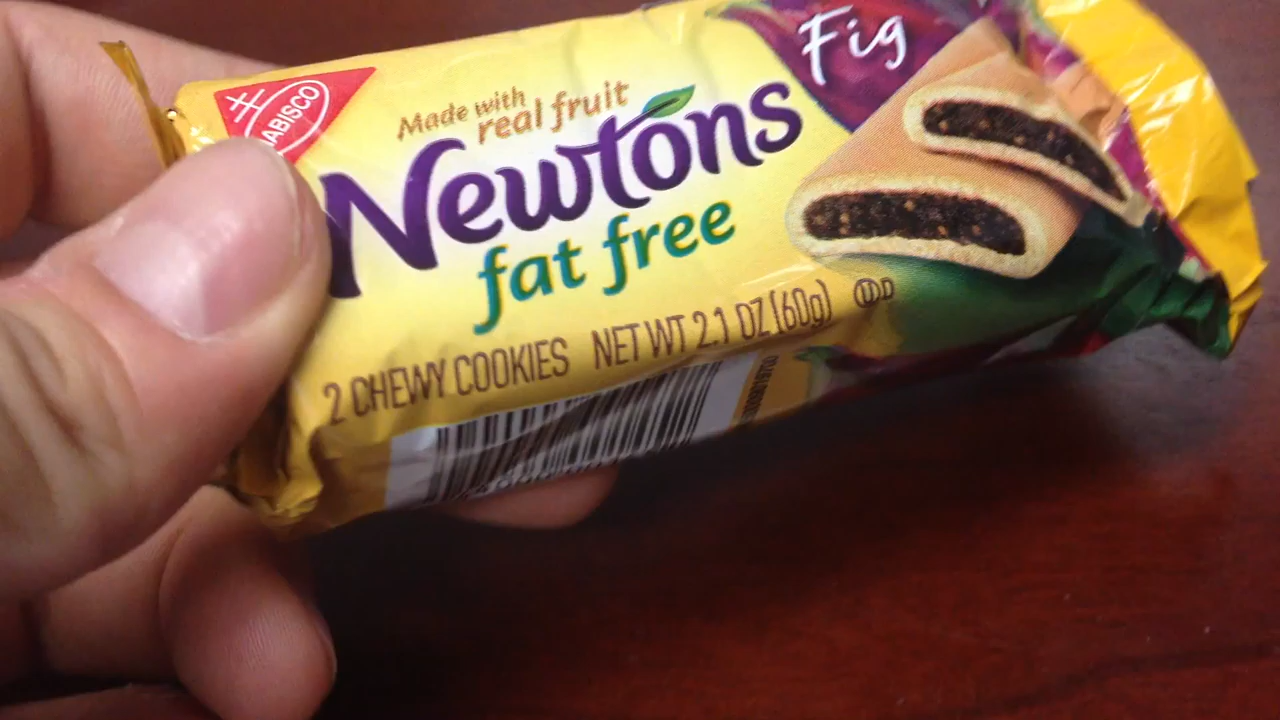 Fig
NABISCO
Made with
real fruit
Newtons
fat free
2 CHEWY COOKIES NET WT 2.1 OZ (60g) U D